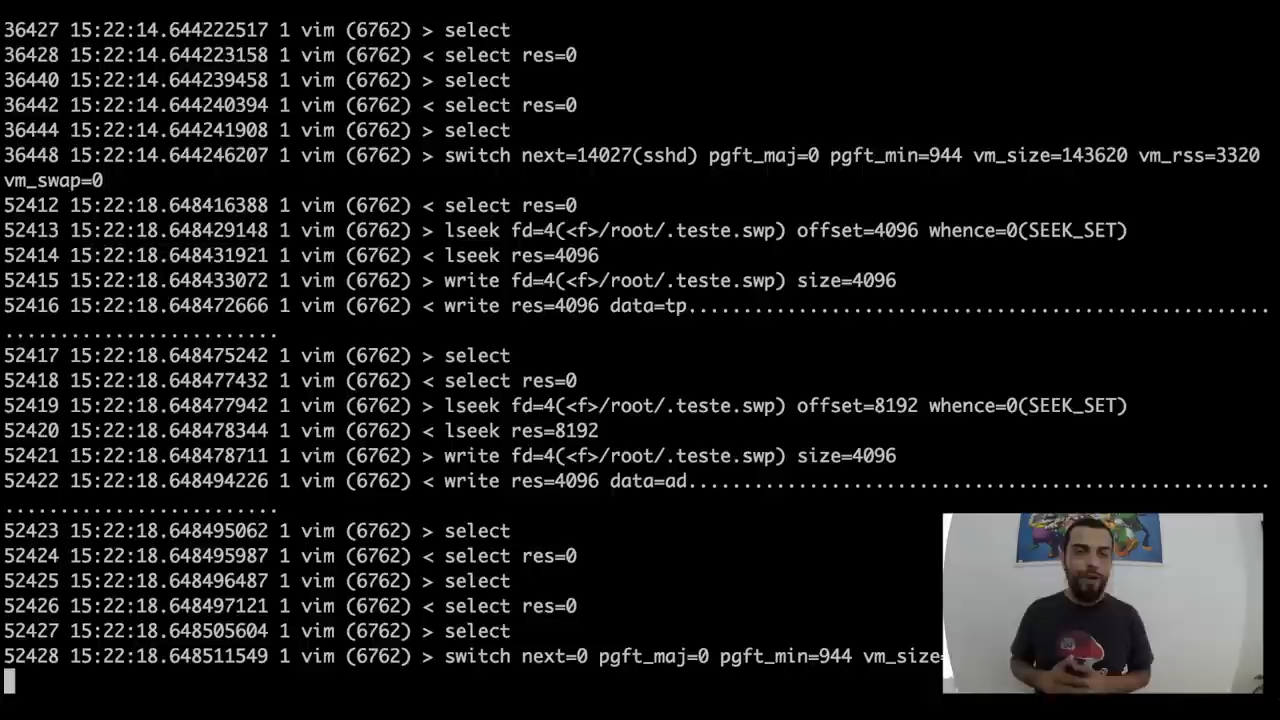 36427 15:22:14.644222517 1 vim (6762) > select
36428 15:22:14.644223158 1 vim (6762) < select res=0
36440 15:22:14.644239458 1 vim (6762) > select
36442 15:22:14.644240394 1 vim (6762) < select res=0
36444 15:22:14.644241908 1 vim (6762) > select
36448 15:22:14.644246207 1 vim (6762) > switch next=14027(sshd) pgft_maj=0 pgft_min=944 vm_size=143620 vm_rss=3320
vm_swap=0
52412 15:22:18.648416388 1 vim (6762) < select res=0
52413 15:22:18.648429148 1 vim (6762) > lseek fd=4(<f>/root/.teste.swp) offset=4096 whence=0(SEEK_SET)
52414 15:22:18.648431921 1 vim (6762) < lseek res=4096
52415 15:22:18.648433072 1 vim (6762) > write fd=4(<f>/root/.teste.swp) size=4096
52416 15:22:18.648472666 1 vim (6762) < write res=4096 data=tp.....................................................
.........................
52417 15:22:18.648475242 1 vim (6762) > select
52418 15:22:18.648477432 1 vim (6762) < select res=0
52419 15:22:18.648477942 1 vim (6762) > lseek fd=4(<f>/root/.teste.swp) offset=8192 whence=0(SEEK_SET)
52420 15:22:18.648478344 1 vim (6762) < lseek res=8192
52421 15:22:18.648478711 1 vim (6762) > write fd=4(<f>/root/.teste.swp) size=4096
52422 15:22:18.648494226 1 vim (6762) < write res=4096 data=ad.....................................................
.........................
52423 15:22:18.648495062 1 vim (6762) > select
52424 15:22:18.648495987 1 vim (6762) < select res=0
52425 15:22:18.648496487 1 vim (6762) > select
52426 15:22:18.648497121 1 vim (6762) < select res=0
52427 15:22:18.648505604 1 vim (6762) > select
52428 15:22:18.648511549 1 vim (6762) > switch next=0 pgft_maj=0 pgft_min=944 vm_size=